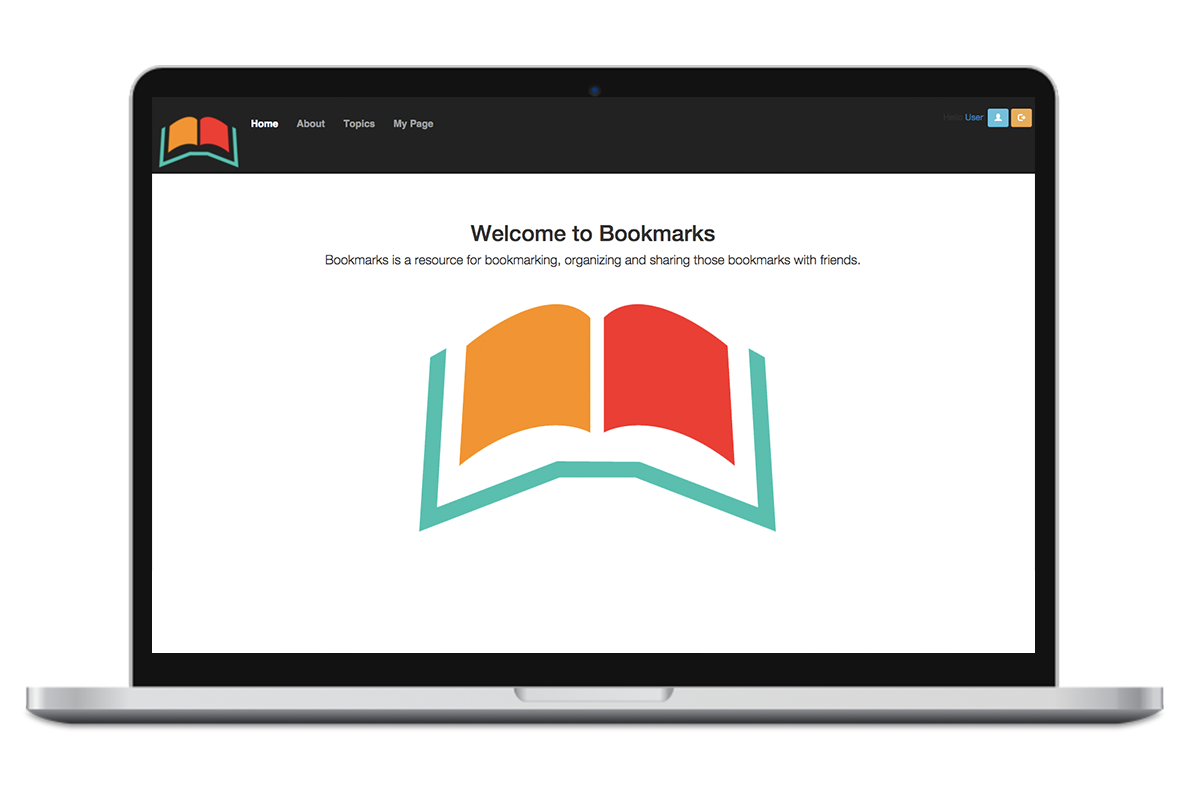 Home About Topics My Page Hello User
Welcome to Bookmarks
Bookmarks is a resource for bookmarking, organizing and sharing those bookmarks with friends.